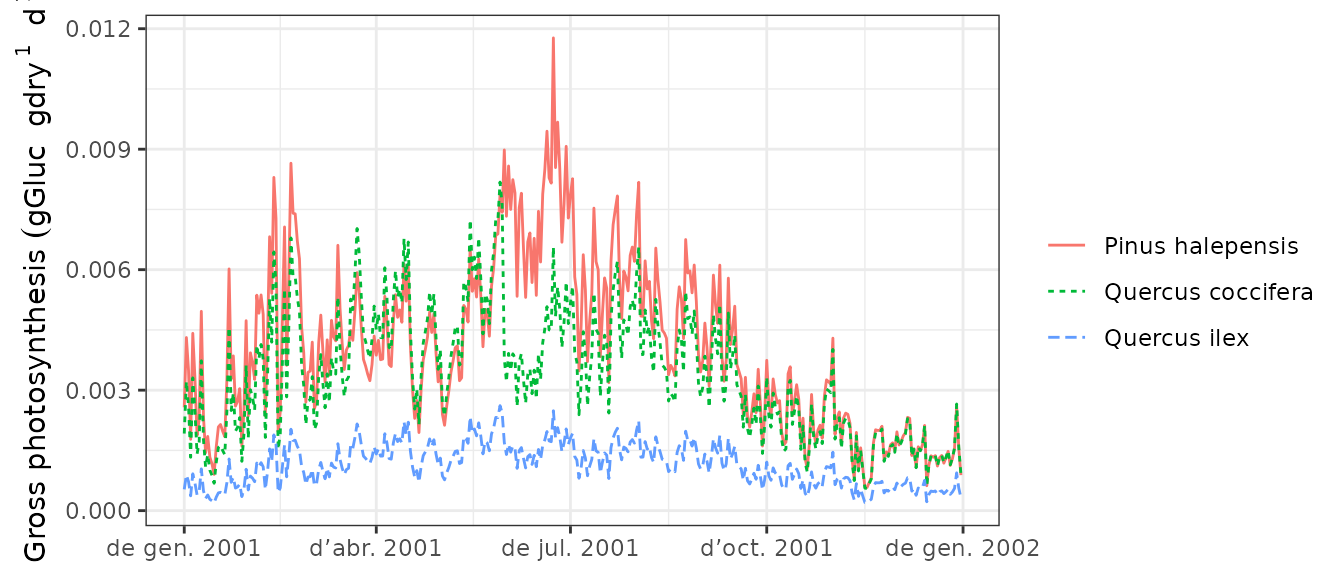 Gross photosynthesis (gGluc gdry 1 d
0.012
0.009
0.006
0.003
0.000
de gen. 2001 d’abr. 2001 de jul. 2001 d’oct. 2001 de gen. 2002
Pinus halepensis
Quercus coccifera
Quercus ilex